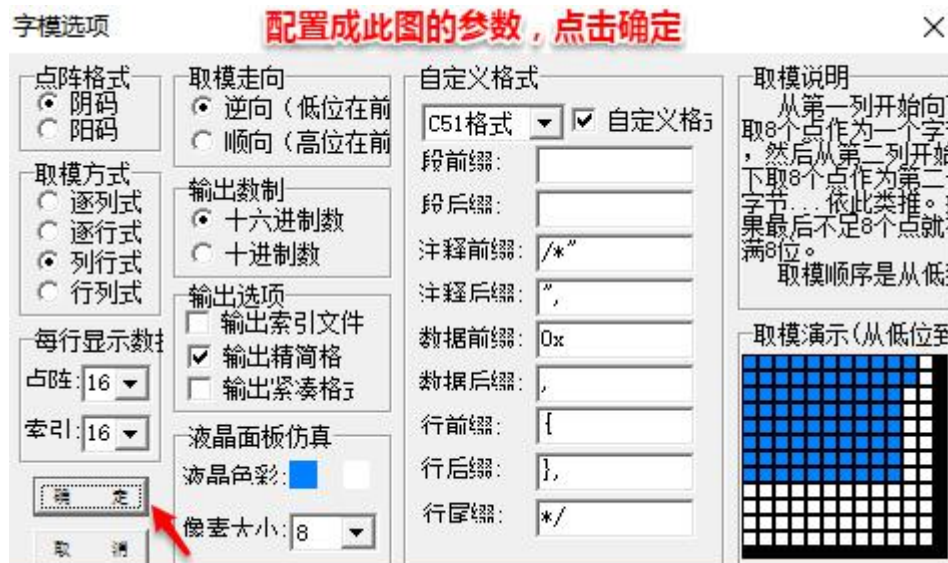 字模选项
配置成此图的参数，点击确定
点阵格式
阴码
阳码
取模方式
逐列式
逐行式
列行式
行列式
每行显示数
点阵:16
索引:16
确 定
取 消
取模走向
逆向（低位在前
顺向（高位在前
输出数制
十六进制数
十进制数
输出选项
输出索引文件
输出精简格
输出紧凑格
液晶面板仿真
液晶色彩:
像素大小:8
自定义格式
C51格式
自定义格
段前缀:
段后缀:
注释前缀: /*"
注释后缀: ",
数据前缀: 0x
数据后缀: ,
行前缀: {
行后缀: },
行尾缀: */
取模说明
从第一列开始向
取8个点作为一个字
，然后从第二列开始
下取8个点作为第二
字节...依此类推。
果最后不足8个点就
满8位。
取模顺序是从低
取模演示(从低位到